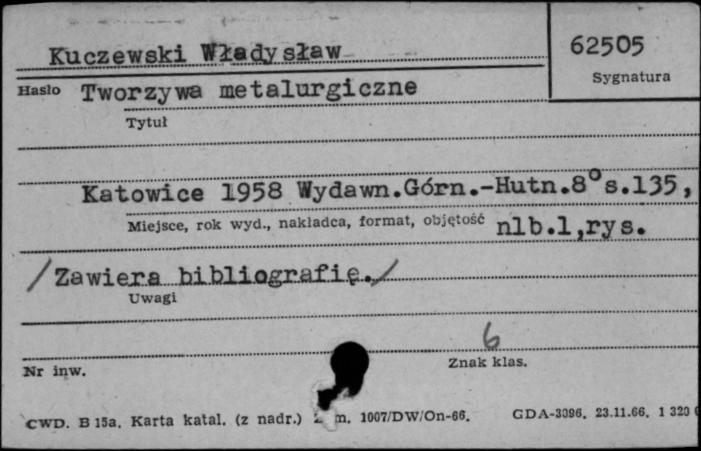 Kuczewski Władysław
62505
Sygnatura
Hasło Tworzywa metalurgiczne
Tytuł
Katowice 1958 Wydawn.Górn.-Hutn.8°s.135,
Miejsce, rok wyd., nakładca, format, objętość nlb.1,rys.
/Zawiera bibliografię./
Uwagi
6
Nr inw.
Znak klas.
CWD. B 15a. Karta katal. (z nadr.) m. 1007/DW/On-66. GDA-3096. 23.11.66. 1 320